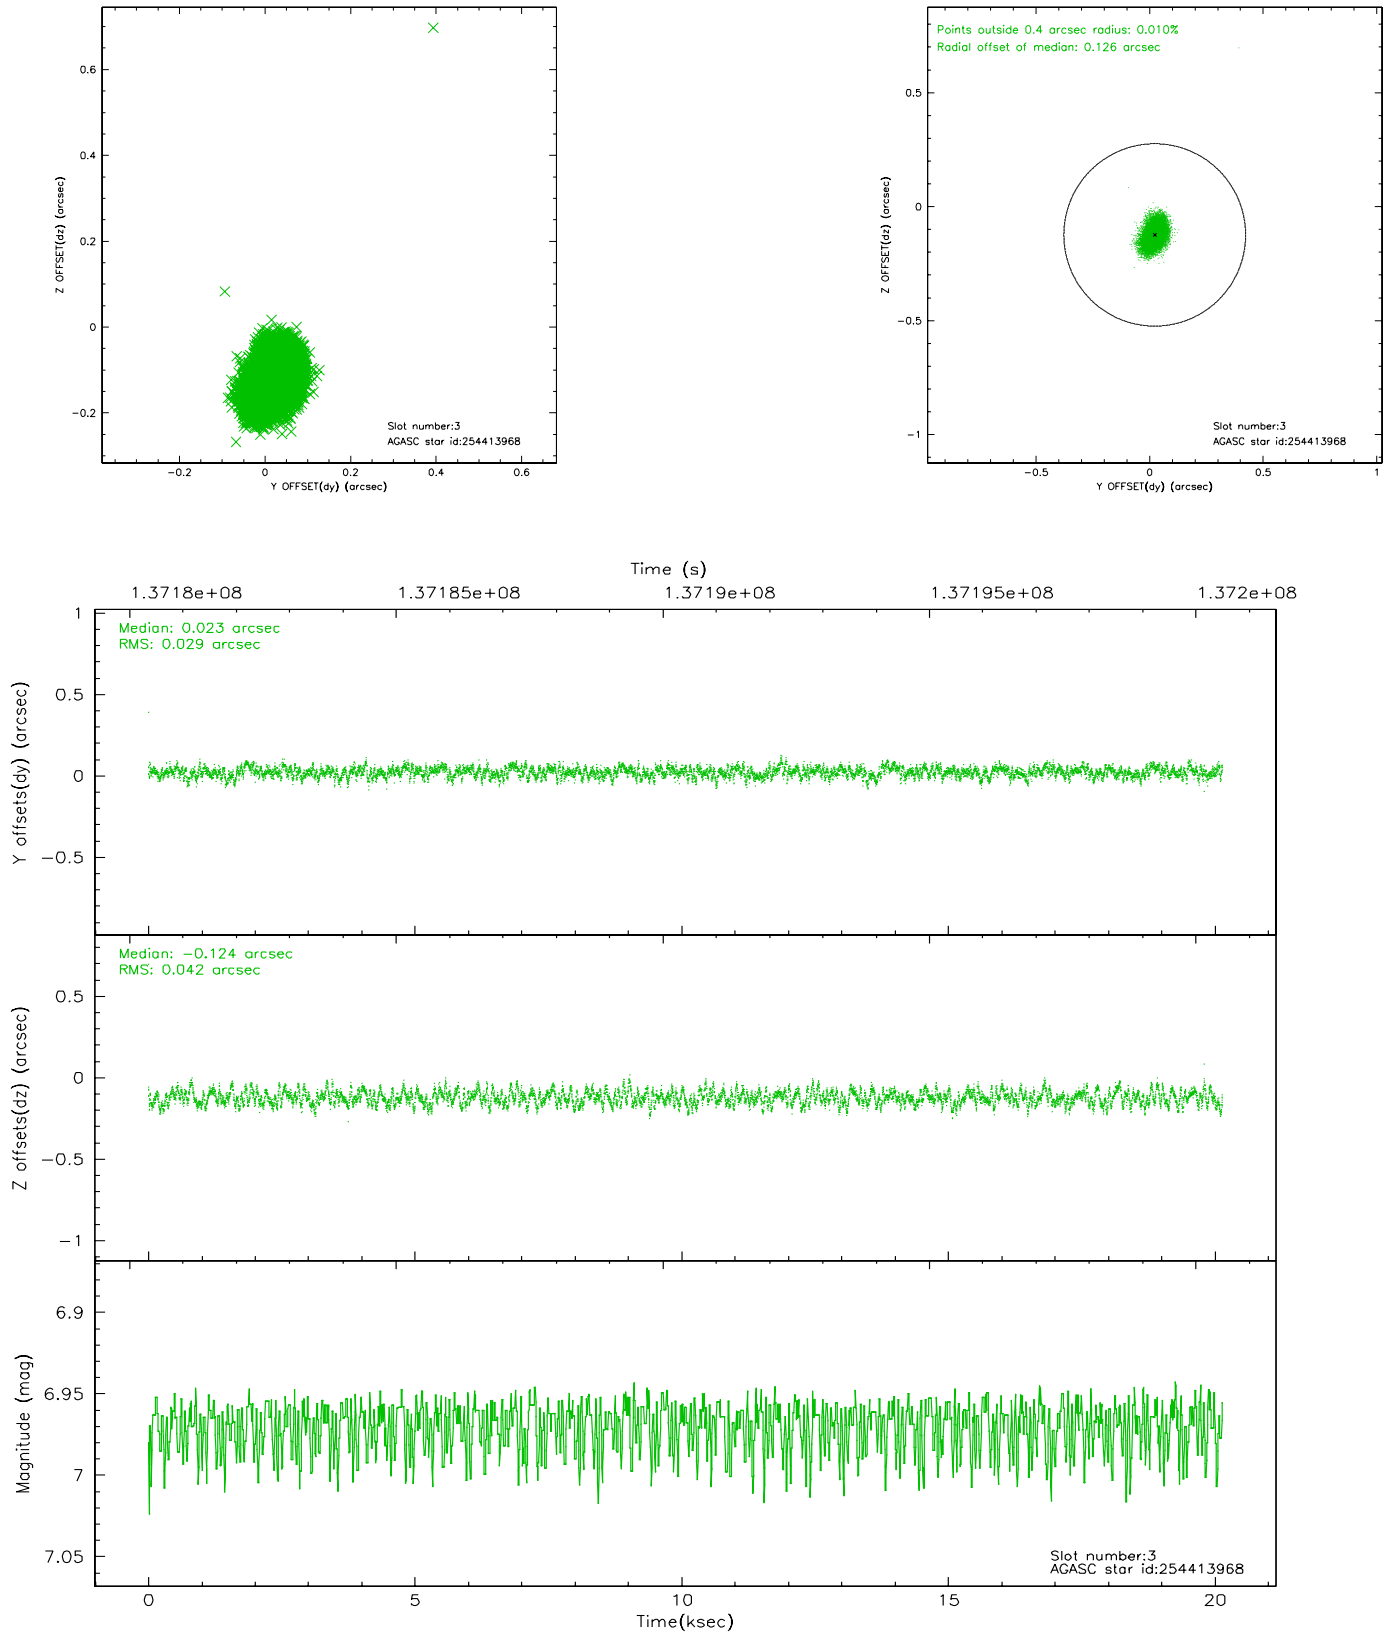 0.6
0.4
0.2
0
−0.2
Z OFFSET(dz) (arcsec)
Slot number:3
AGASC star id:254413968
−0.2 0 0.2 0.4 0.6
Y OFFSET(dy) (arcsec)
Points outside 0.4 arcsec radius: 0.010%
Radial offset of median: 0.126 arcsec
0.5
0
−0.5
−1
Z OFFSET(dz) (arcsec)
Slot number:3
AGASC star id:254413968
−0.5 0 0.5 1
Y OFFSET(dy) (arcsec)
Time (s)
1.3718e+08 1.37185e+08 1.3719e+08 1.37195e+08 1.372e+08
Median: 0.023 arcsec
RMS: 0.029 arcsec
1
0.5
0
−0.5
Y offsets(dy) (arcsec)
Median: −0.124 arcsec
RMS: 0.042 arcsec
0.5
0
−0.5
−1
Z offsets(dz) (arcsec)
6.9
6.95
7
7.05
Magnitude (mag)
Slot number:3
AGASC star id:254413968
0 5 10 15 20
Time(ksec)